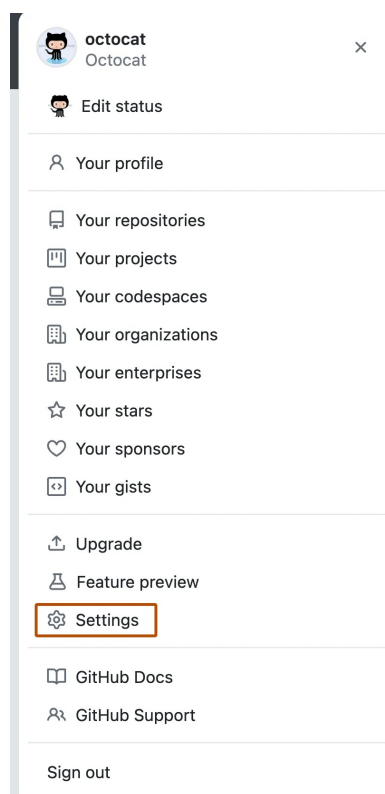 octocat
Octocat
Edit status
Your profile
Your repositories
Your projects
Your codespaces
Your organizations
Your enterprises
Your stars
Your sponsors
Your gists
Upgrade
Feature preview
Settings
GitHub Docs
GitHub Support
Sign out